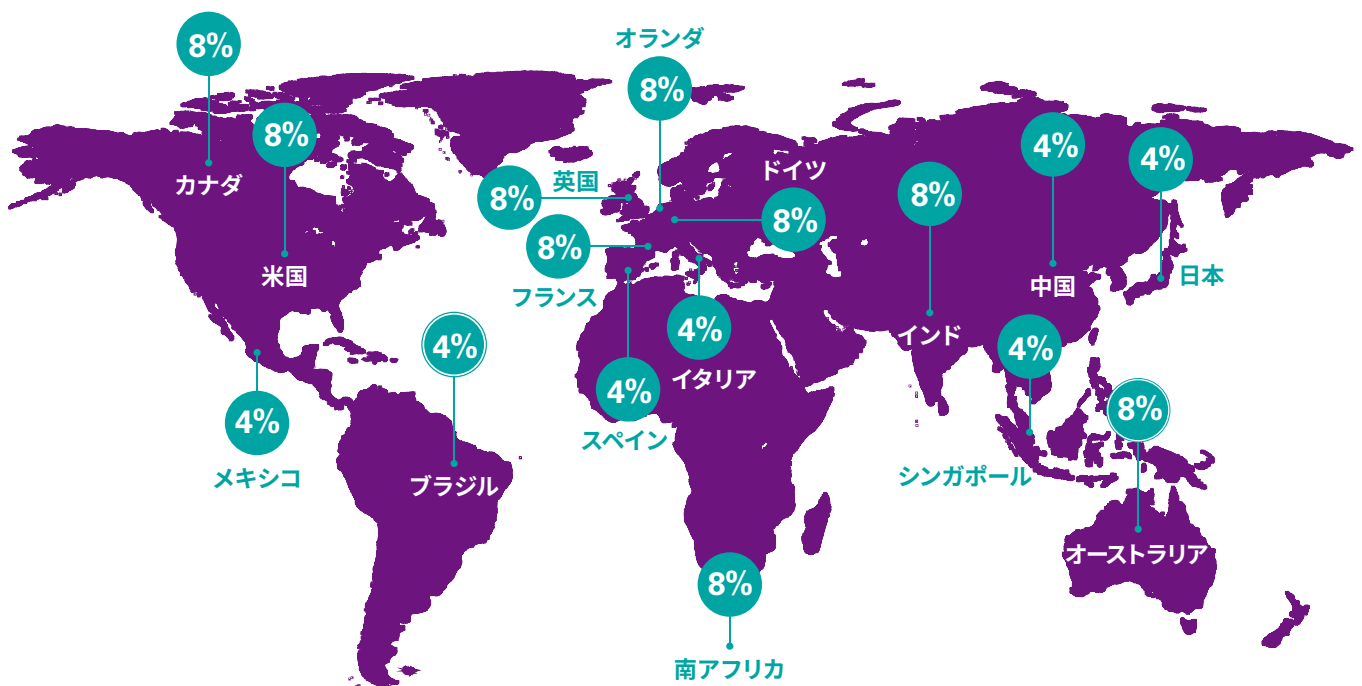 8%
カナダ
8%
米国
4%
メキシコ
4%
ブラジル
オランダ
8%
英国
8%
8%
フランス
ドイツ
8%
4%
イタリア
4%
スペイン
8%
南アフリカ
8%
インド
4%
中国
4%
日本
4%
シンガポール
8%
オーストラリア